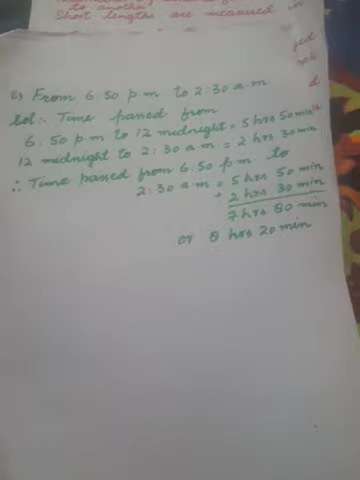 to another
Short lengths are measured in
c) From 6:50 p.m to 2:30 a.m
Sol:- Time passed from
6:50 p.m to 12 midnight = 5 hrs 50 min
12 midnight to 2:30 a.m = 2 hrs 30 min
∴ Time passed from 6:50 p.m. to
2:30 a.m = 5 hrs 50 min
+ 2 hrs 30 min
7 hrs 80 min
or 8 hrs 20 min